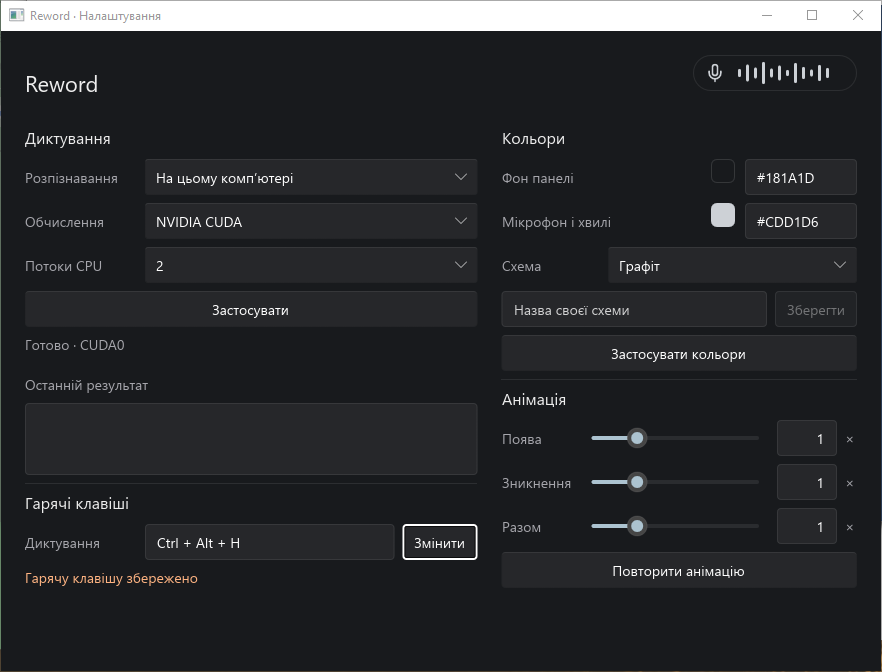 Reword · Налаштування
Reword
Диктування
Розпізнавання
На цьому комп’ютері
Обчислення
NVIDIA CUDA
Потоки CPU
2
Застосувати
Готово · CUDA0
Останній результат
Гарячі клавіші
Диктування
Ctrl + Alt + H
Змінити
Гарячу клавішу збережено
Кольори
Фон панелі
#181A1D
Мікрофон і хвилі
#CDD1D6
Схема
Графіт
Назва своєї схеми
Зберегти
Застосувати кольори
Анімація
Поява
1 ×
Зникнення
1 ×
Разом
1 ×
Повторити анімацію